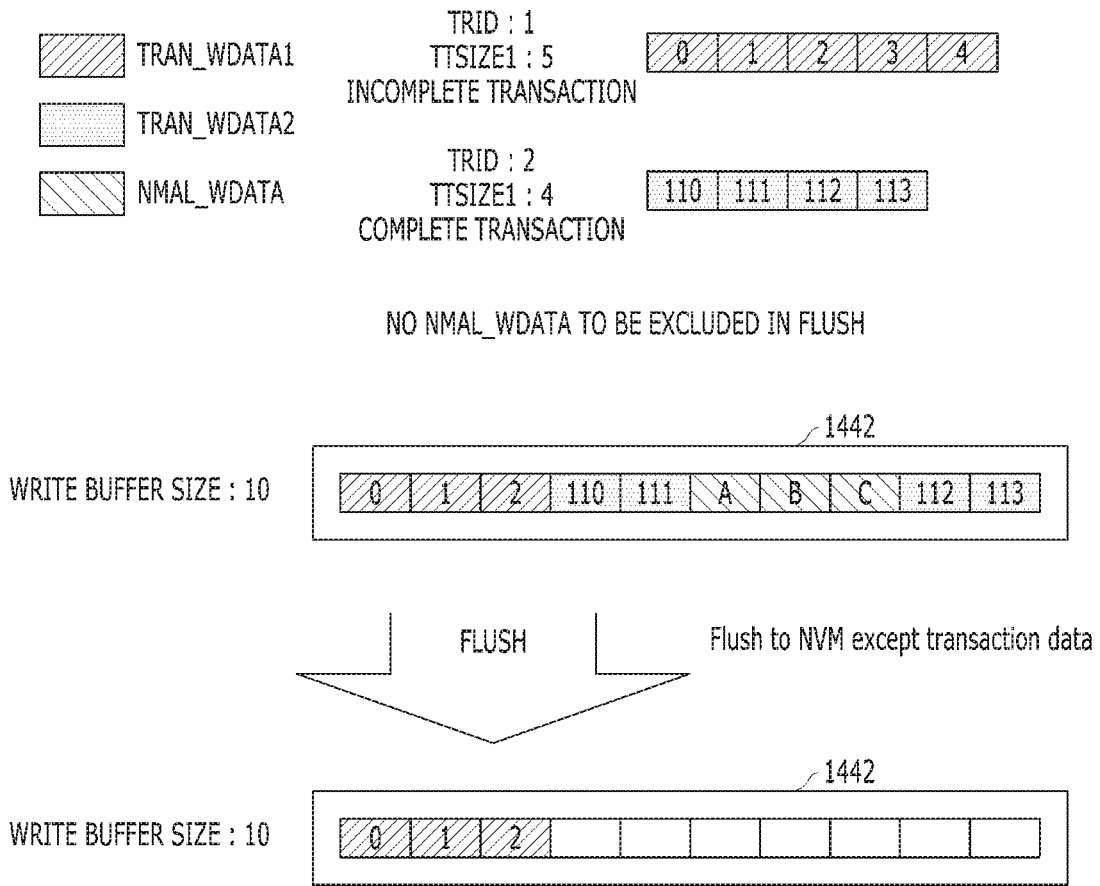 TRAN_WDATA1
TRAN_WDATA2
NMAL_WDATA
TRID : 1
TTSIZE1 : 5
INCOMPLETE TRANSACTION
0 1 2 3 4
TRID : 2
TTSIZE1 : 4
COMPLETE TRANSACTION
110 111 112 113
NO NMAL_WDATA TO BE EXCLUDED IN FLUSH
1442
WRITE BUFFER SIZE : 10
0 1 2 110 111 A B C 112 113
FLUSH
Flush to NVM except transaction data
1442
WRITE BUFFER SIZE : 10
0 1 2